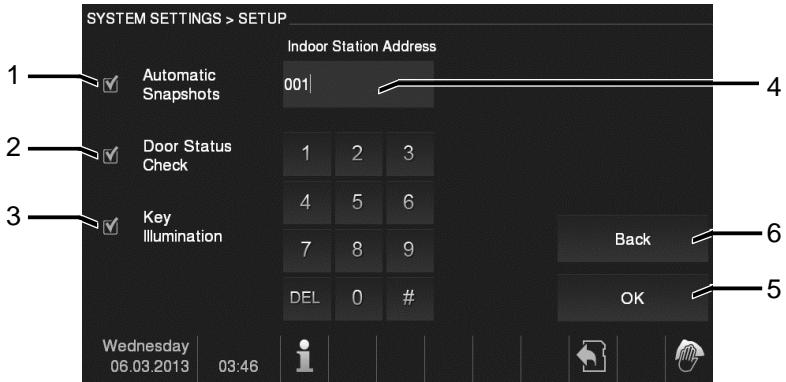 SYSTEM SETTINGS > SETUP
Indoor Station Address
1
Automatic
Snapshots
001
4
2
Door Status
Check
1 2 3
3
Key
Illumination
4 5 6
7 8 9
Back
6
DEL 0 #
OK
5
Wednesday
06.03.2013 03:46
i